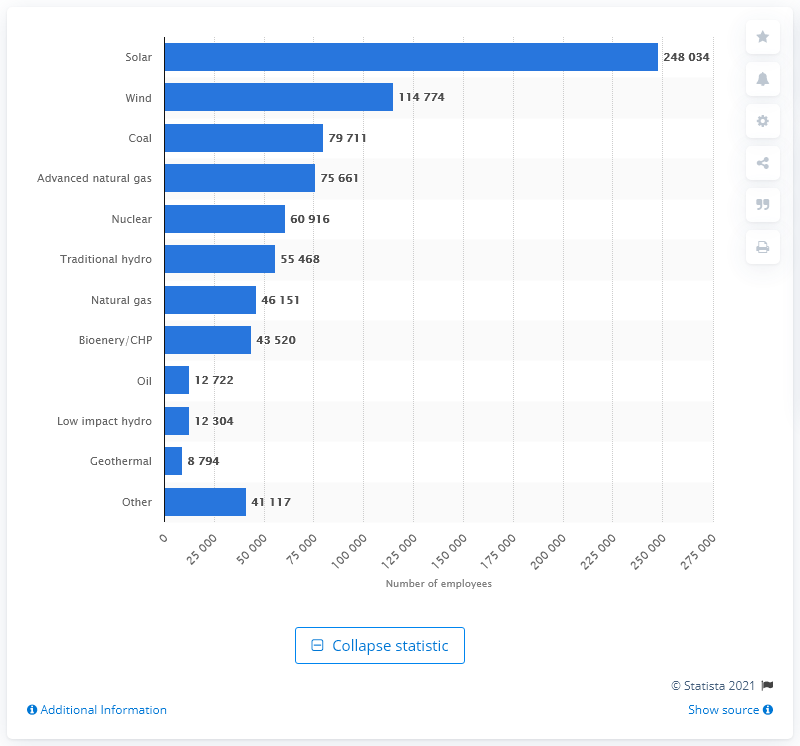 Solar 248 034
Wind 114 774
Coal 79 711
Advanced natural gas 75 661
Nuclear 60 916
Traditional hydro 55 468
Natural gas 46 151
Bioenery/CHP 43 520
Oil 12 722
Low impact hydro 12 304
Geothermal 8 794
Other 41 117
0 25 000 50 000 75 000 100 000 125 000 150 000 175 000 200 000 225 000 250 000 275 000
Number of employees
Collapse statistic
© Statista 2021
Additional Information Show source